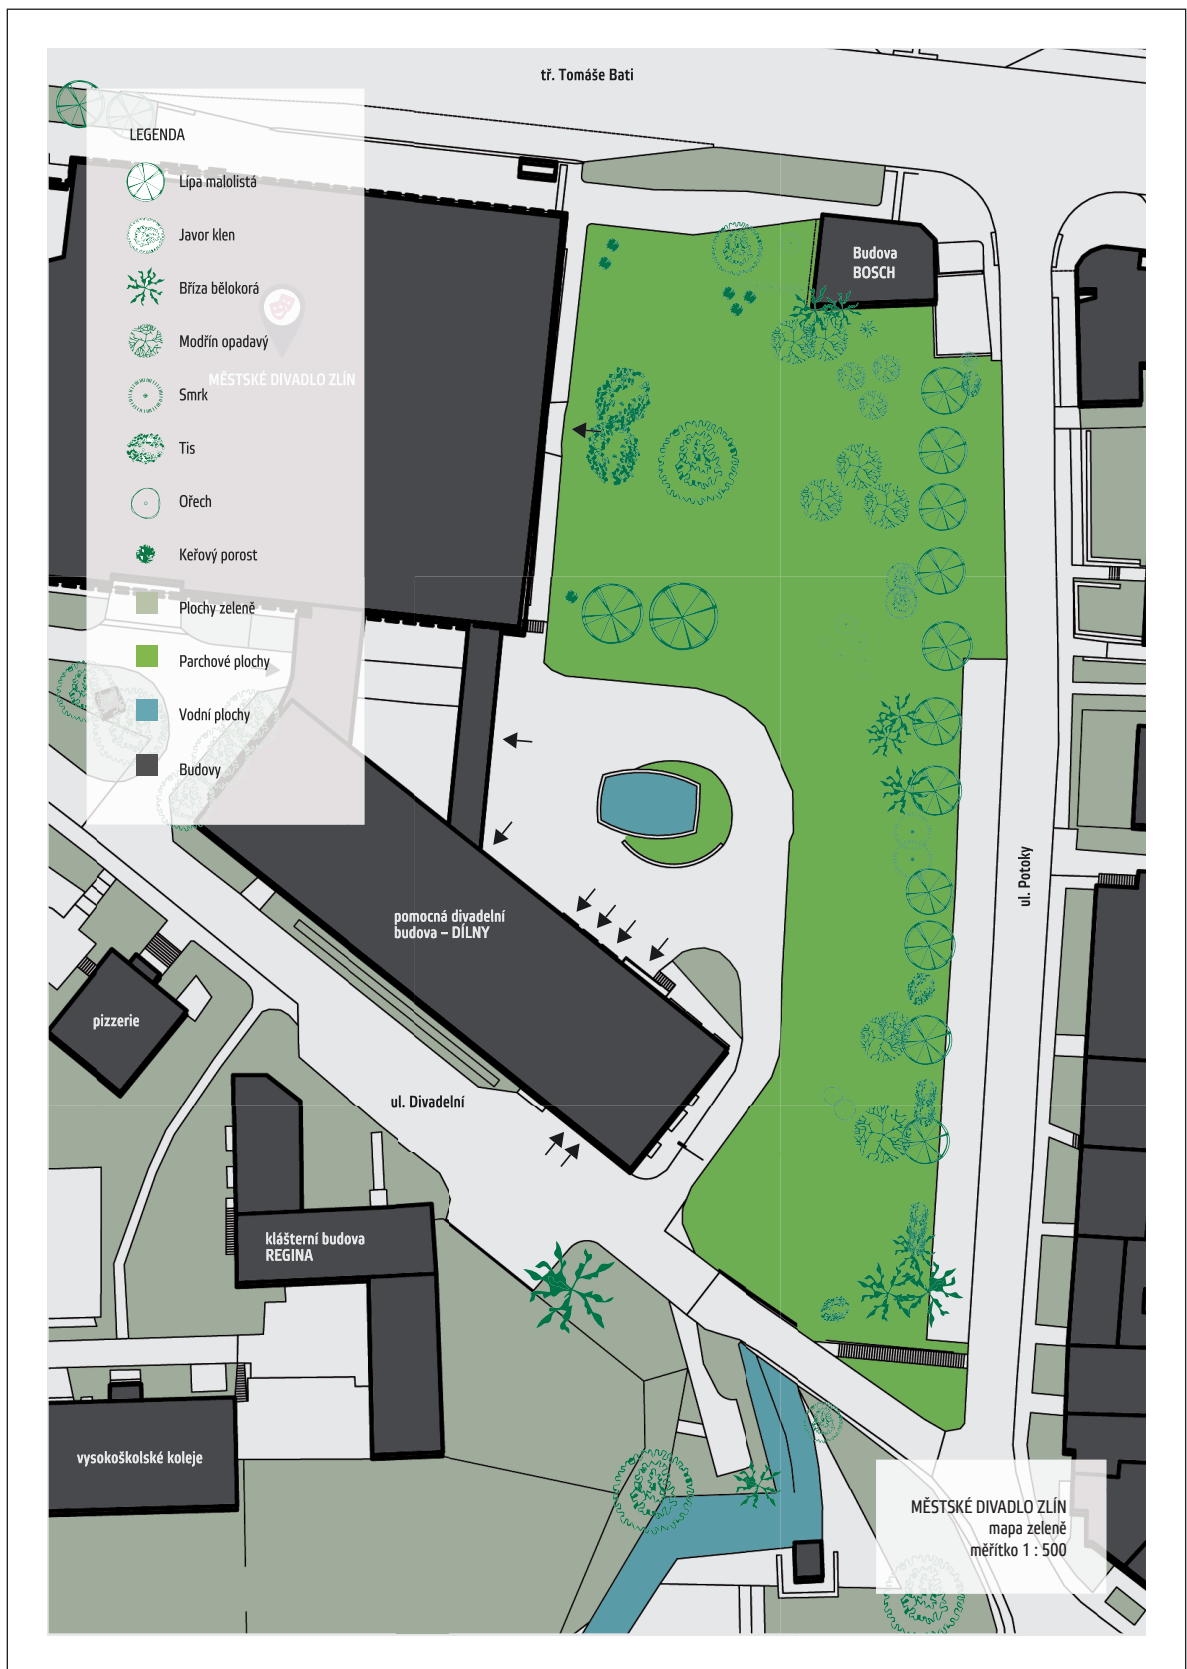 tř. Tomáše Bati
LEGENDA
Lípa malolistá
Javor klen
Bříza bělokorá
Modřín opadavý
Smrk
Tis
Ořech
Keřový porost
Plochy zeleně
Parchové plochy
Vodní plochy
Budovy
MĚSTSKÉ DIVADLO ZLÍN
Budova
BOSCH
ul. Potoky
pomocná divadelní
budova – DÍLNY
pizzerie
ul. Divadelní
klášterní budova
REGINA
vysokoškolské koleje
MĚSTSKÉ DIVADLO ZLÍN
mapa zeleně
měřítko 1 : 500